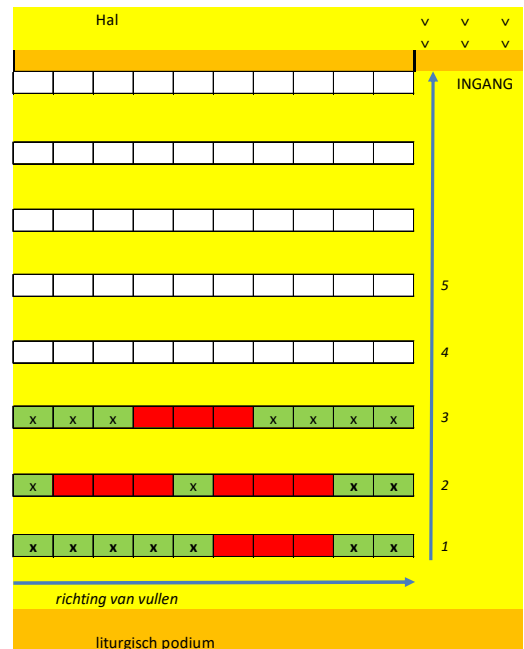 Hal v v v
v v v
INGANG
5
4
x x x x x x x 3
x x x x 2
x x x x x x x 1
richting van vullen
liturgisch podium